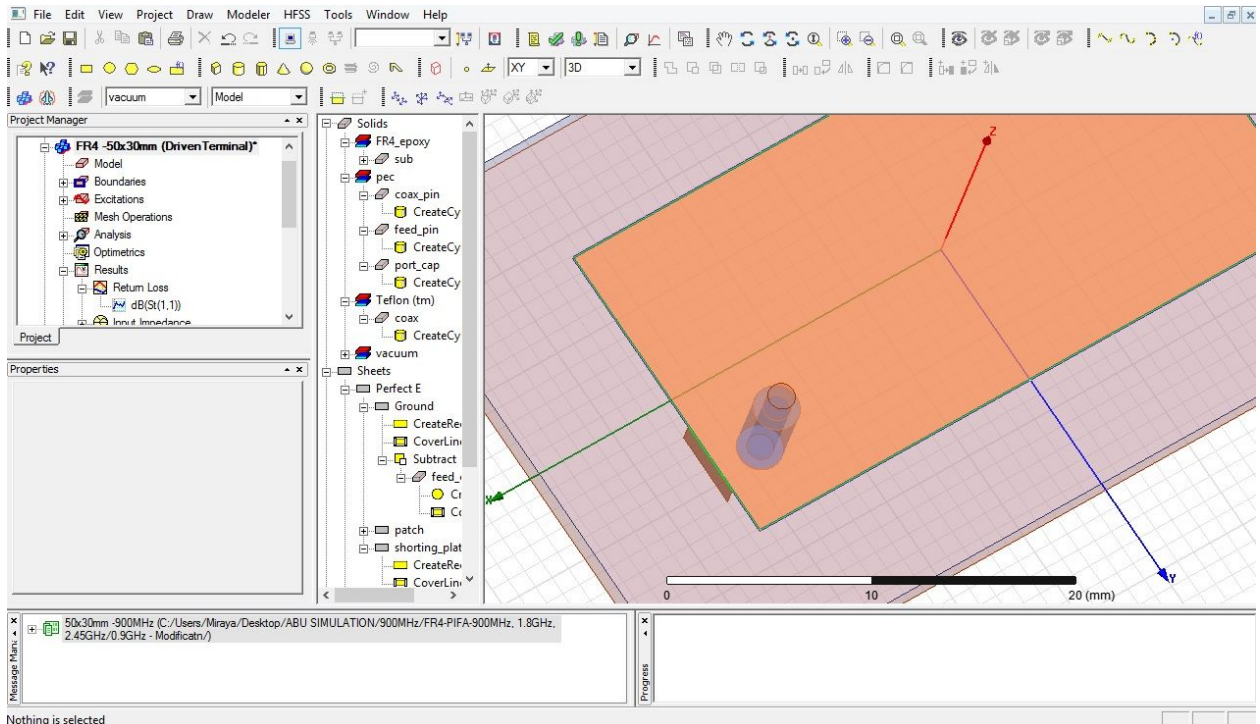 File Edit View Project Draw Modeler HFSS Tools Window Help
XY 3D
vacuum Model
Project Manager
FR4 -50x30mm (DrivenTerminal)*
Model
Boundaries
Excitations
Mesh Operations
Analysis
Optimetrics
Results
Return Loss
dB(St(1,1))
Input Impedance
Project
Properties
Solids
FR4_epoxy
sub
pec
coax_pin
CreateCy
feed_pin
CreateCy
port_cap
CreateCy
Teflon (tm)
coax
CreateCy
vacuum
Sheets
Perfect E
Ground
CreateRe
CoverLin
Subtract
feed_
Cr
Co
patch
shorting_plat
CreateRe
CoverLin
Z
X
Y
0 10 20 (mm)
Message Mana
50x30mm -900MHz (C:/Users/Miraya/Desktop/ABU SIMULATION/900MHz/FR4-PIFA-900MHz, 1.8GHz,
2.45GHz/0.9GHz - Modificatn/)
Progress
Nothing is selected